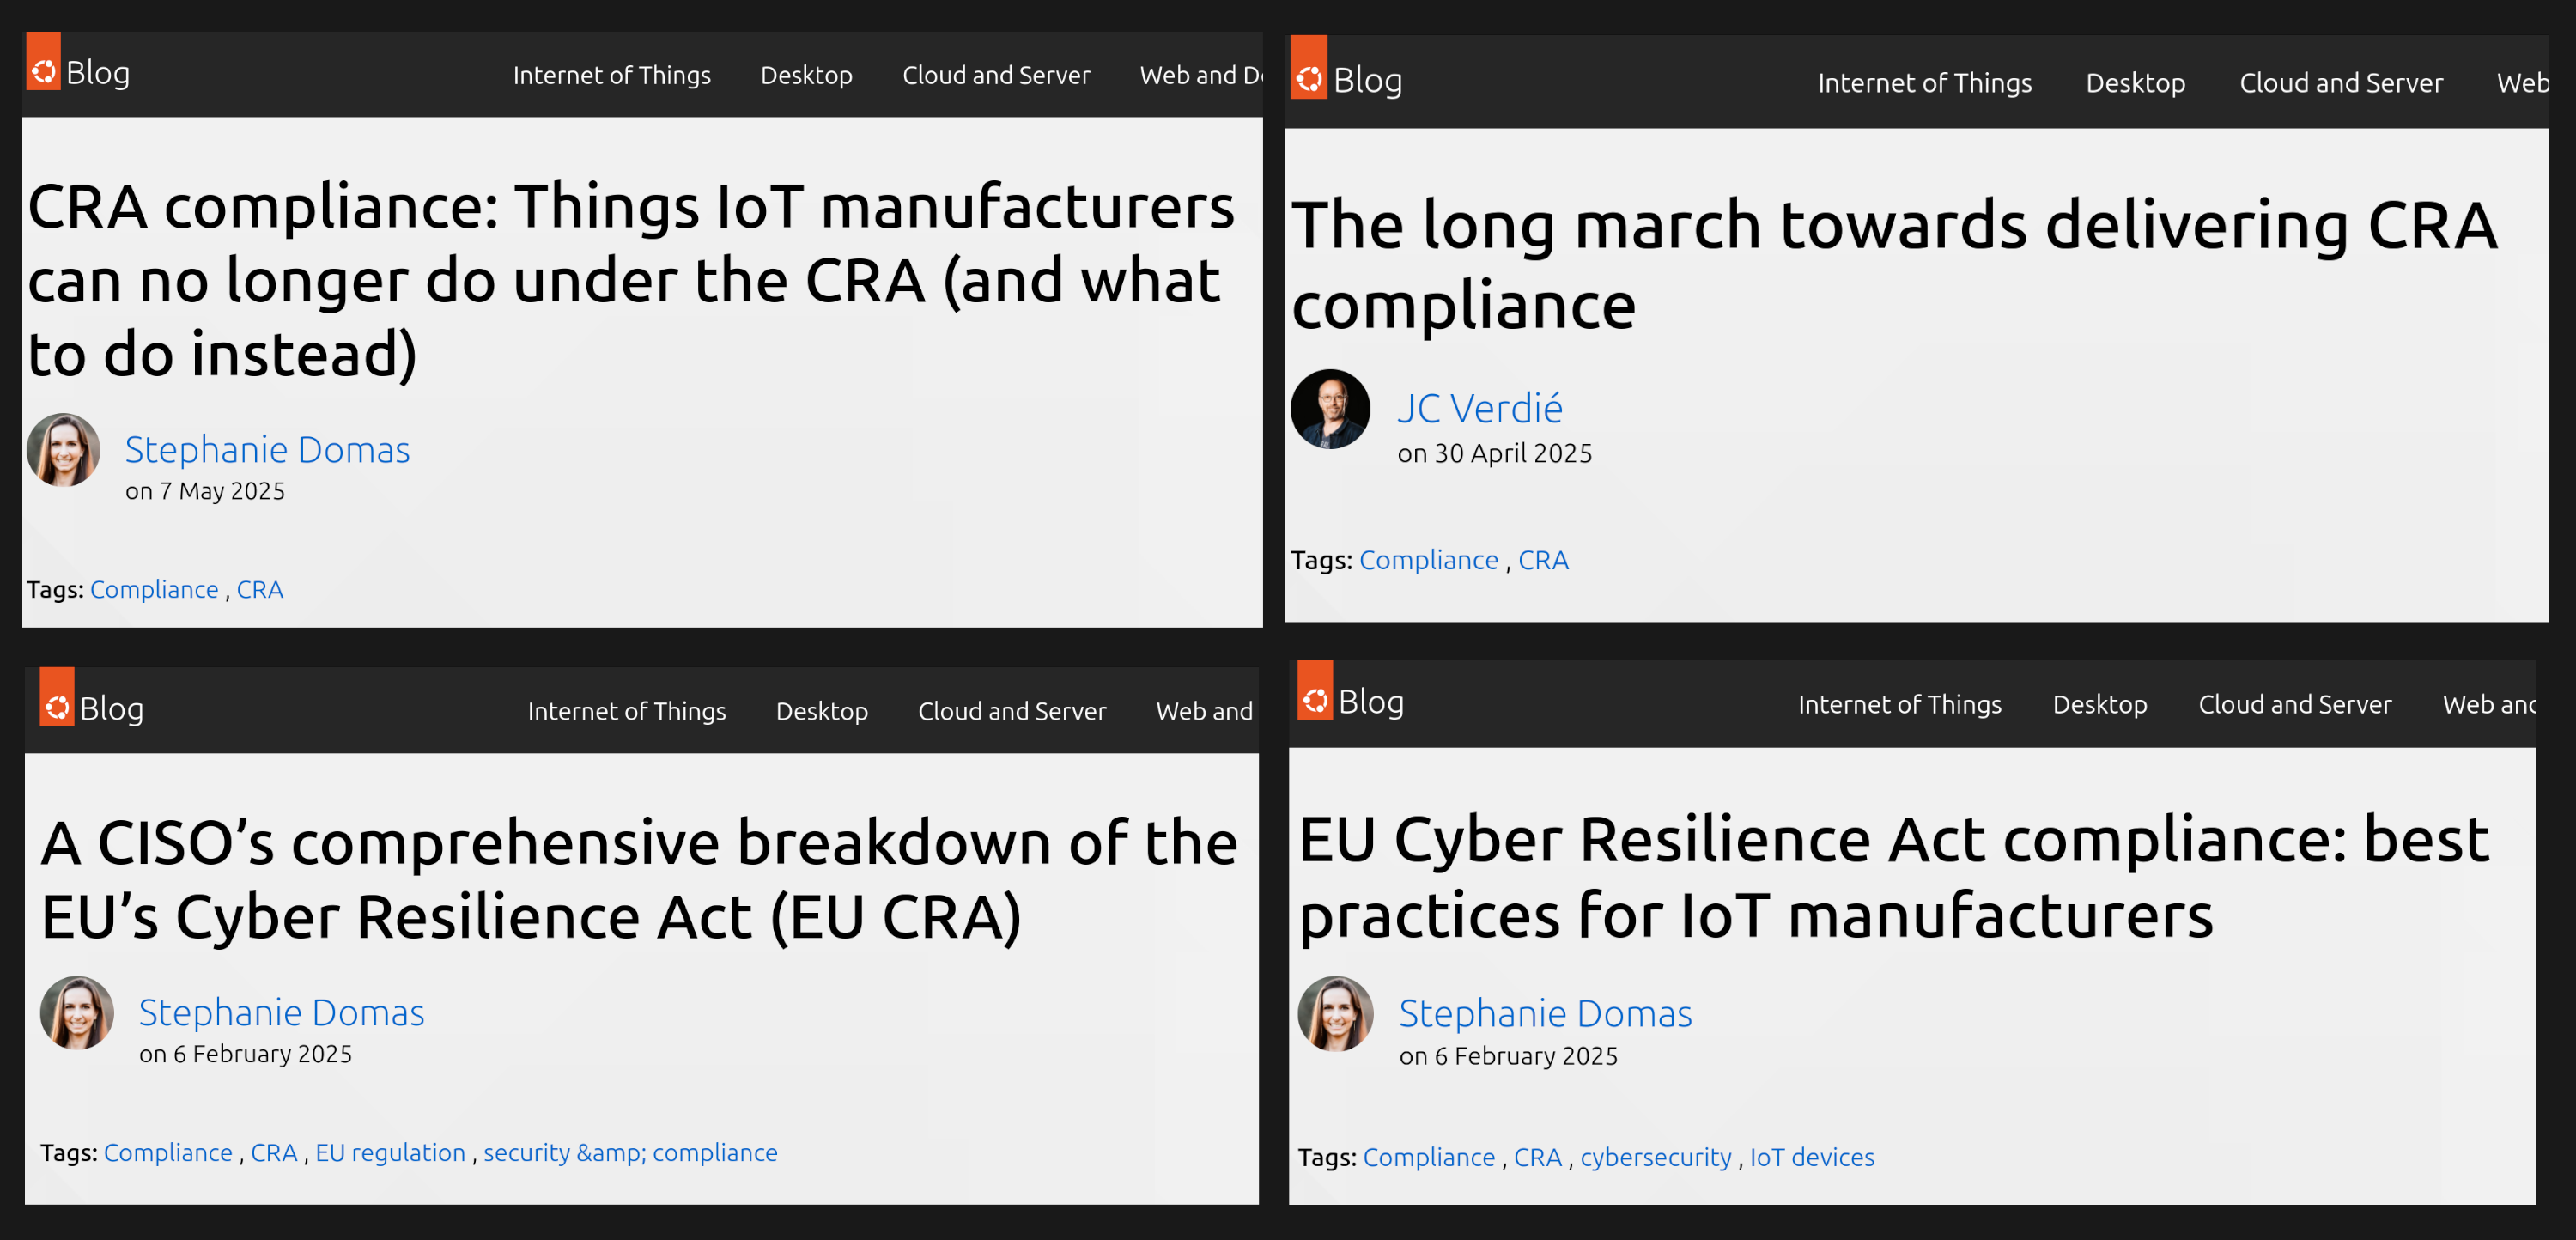 Blog
Internet of Things Desktop Cloud and Server Web and De
CRA compliance: Things IoT manufacturers
can no longer do under the CRA (and what
to do instead)
Stephanie Domas
on 7 May 2025
Tags: Compliance , CRA
Blog
Internet of Things Desktop Cloud and Server Web
The long march towards delivering CRA
compliance
JC Verdié
on 30 April 2025
Tags: Compliance , CRA
Blog
Internet of Things Desktop Cloud and Server Web and
A CISO’s comprehensive breakdown of the
EU’s Cyber Resilience Act (EU CRA)
Stephanie Domas
on 6 February 2025
Tags: Compliance , CRA , EU regulation , security &amp; compliance
Blog
Internet of Things Desktop Cloud and Server Web and
EU Cyber Resilience Act compliance: best
practices for IoT manufacturers
Stephanie Domas
on 6 February 2025
Tags: Compliance , CRA , cybersecurity , IoT devices